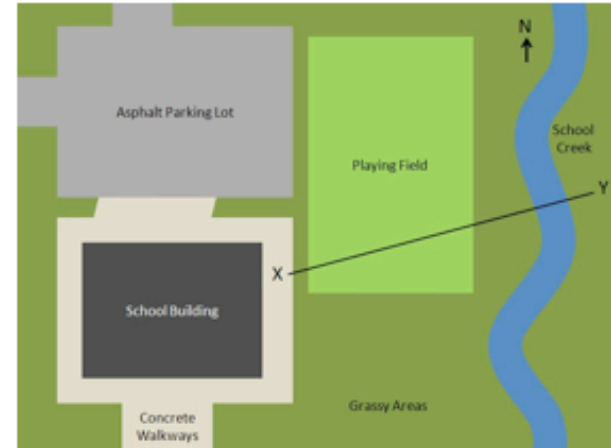 N
Asphalt Parking Lot
School
Creek
Playing Field
Y
X
School Building
Grassy Areas
Concrete
Walkways